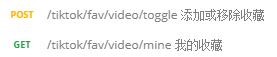 POST /tiktok/fav/video/toggle 添加或移除收藏
GET /tiktok/fav/video/mine 我的收藏